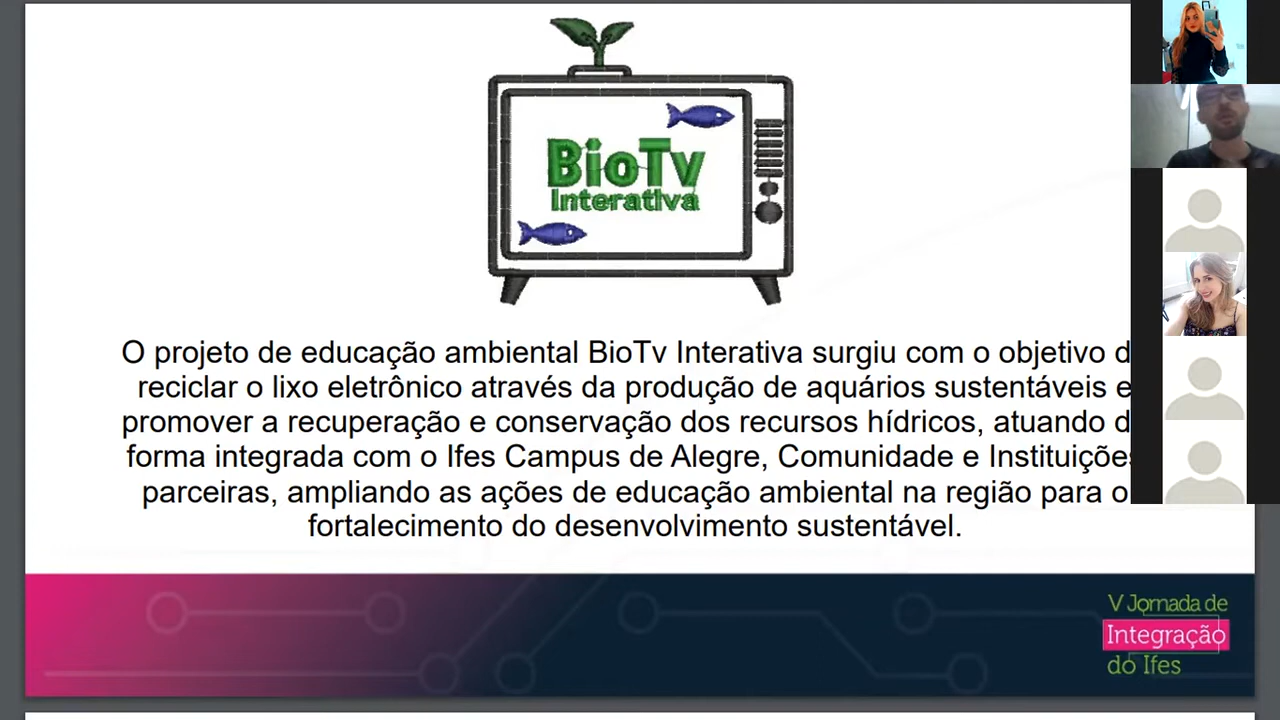 BioTv
Interativa
O projeto de educação ambiental BioTv Interativa surgiu com o objetivo d
reciclar o lixo eletrônico através da produção de aquários sustentáveis e
promover a recuperação e conservação dos recursos hídricos, atuando d
forma integrada com o Ifes Campus de Alegre, Comunidade e Instituições
parceiras, ampliando as ações de educação ambiental na região para o
fortalecimento do desenvolvimento sustentável.
V Jornada de
Integração
do Ifes